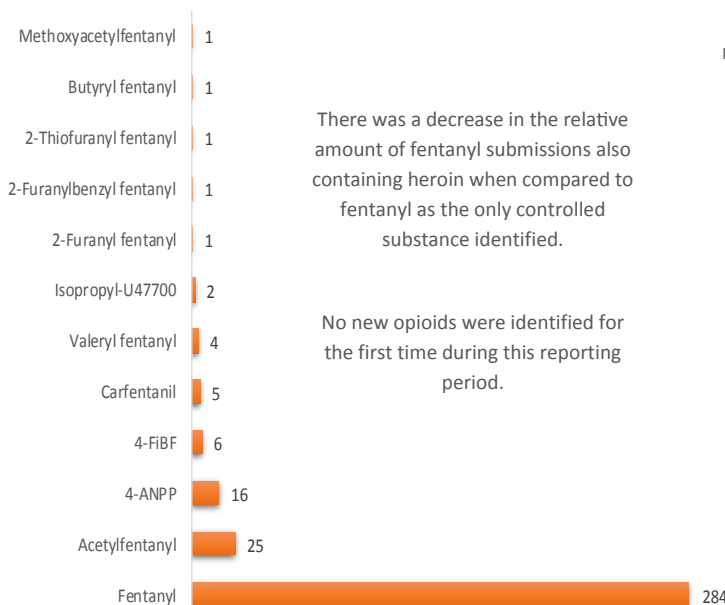 Methoxyacetylfentanyl 1
Butyryl fentanyl 1
2-Thiofuranyl fentanyl 1
2-Furanylbenzyl fentanyl 1
2-Furanyl fentanyl 1
Isopropyl-U47700 2
Valeryl fentanyl 4
Carfentanil 5
4-FiBF 6
4-ANPP 16
Acetylfentanyl 25
Fentanyl 284
There was a decrease in the relative
amount of fentanyl submissions also
containing heroin when compared to
fentanyl as the only controlled
substance identified.
No new opioids were identified for
the first time during this reporting
period.